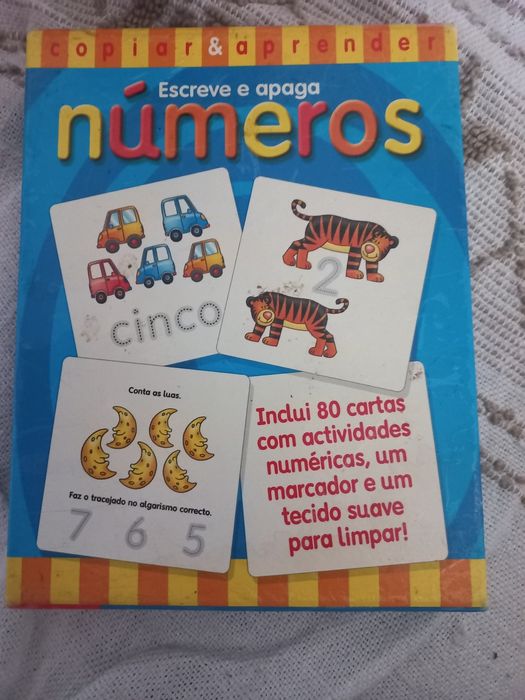 copiar & aprender
Escreve e apaga
números
cinco
2
Conta as luas.
Faz o tracejado no algarismo correcto.
7 6 5
Inclui 80 cartas
com actividades
numéricas, um
marcador e um
tecido suave
para limpar!